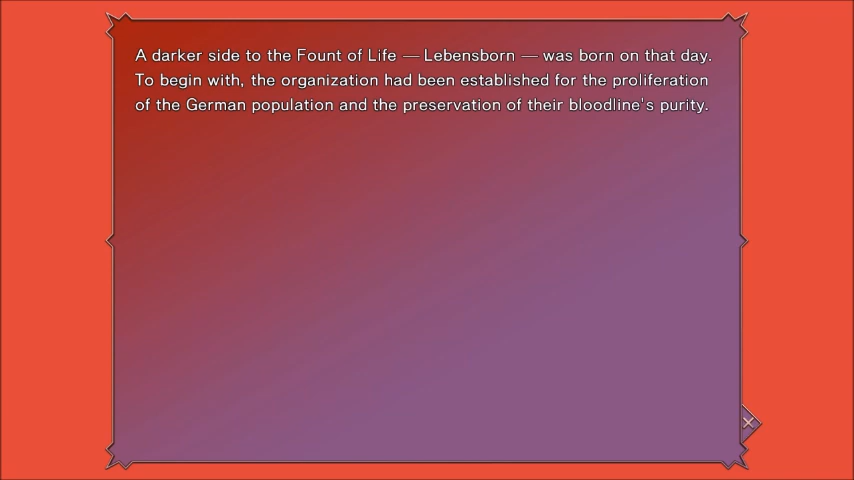 A darker side to the Fount of Life — Lebensborn — was born on that day.
To begin with, the organization had been established for the proliferation
of the German population and the preservation of their bloodline's purity.